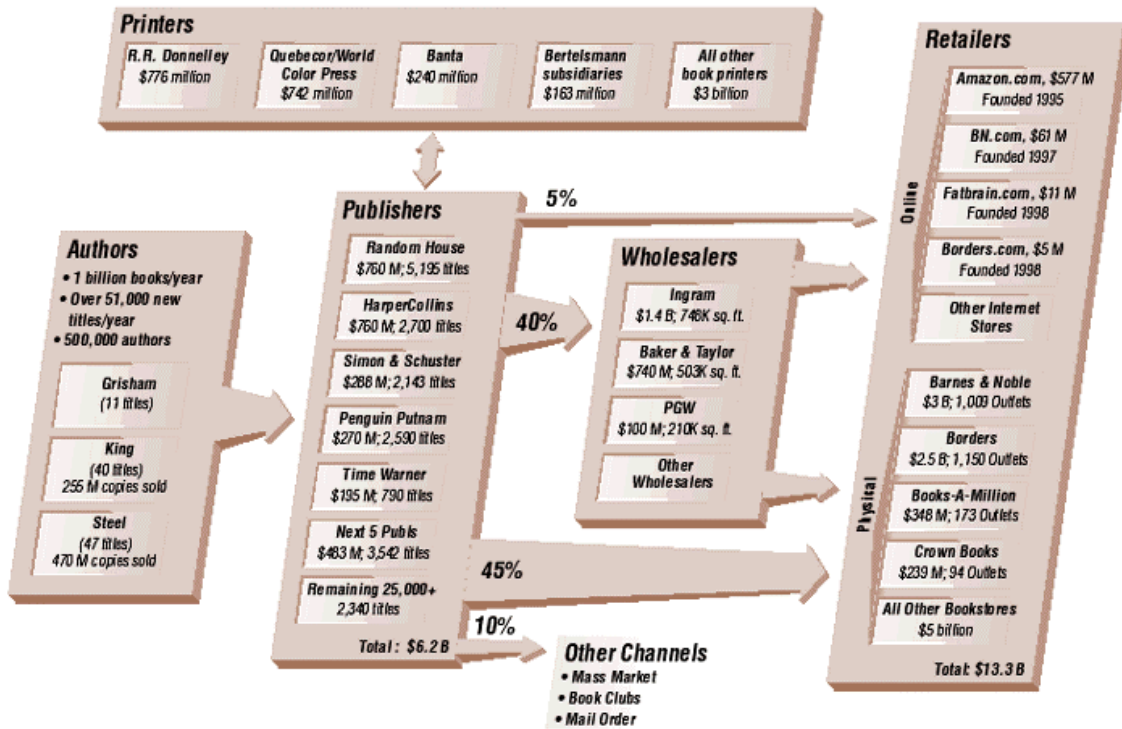 Printers
R.R. Donnelley
$776 million
Quebecor/World
Color Press
$742 million
Banta
$240 million
Bertelsmann
subsidiaries
$163 million
All other
book printers
$3 billion
Authors
• 1 billion books/year
• Over 51,000 new
titles/year
• 500,000 authors
Grisham
(11 titles)
King
(40 titles)
255 M copies sold
Steel
(47 titles)
470 M copies sold
Publishers
Random House
$760 M; 5,195 titles
HarperCollins
$760 M; 2,700 titles
Simon & Schuster
$288 M; 2,143 titles
Penguin Putnam
$270 M; 2,590 titles
Time Warner
$195 M; 790 titles
Next 5 Publs
$483 M; 3,542 titles
Remaining 25,000+
2,340 titles
Total : $6.2 B
5%
40%
45%
10%
Wholesalers
Ingram
$1.4 B; 746K sq. ft.
Baker & Taylor
$740 M; 503K sq. ft.
PGW
$100 M; 210K sq. ft.
Other
Wholesalers
Other Channels
• Mass Market
• Book Clubs
• Mail Order
Retailers
Online
Amazon.com, $577 M
Founded 1995
BN.com, $61 M
Founded 1997
Fatbrain.com, $11 M
Founded 1998
Borders.com, $5 M
Founded 1998
Other Internet
Stores
Physical
Barnes & Noble
$3 B; 1,009 Outlets
Borders
$2.5 B; 1,150 Outlets
Books-A-Million
$348 M; 173 Outlets
Crown Books
$239 M; 94 Outlets
All Other Bookstores
$5 billion
Total: $13.3 B